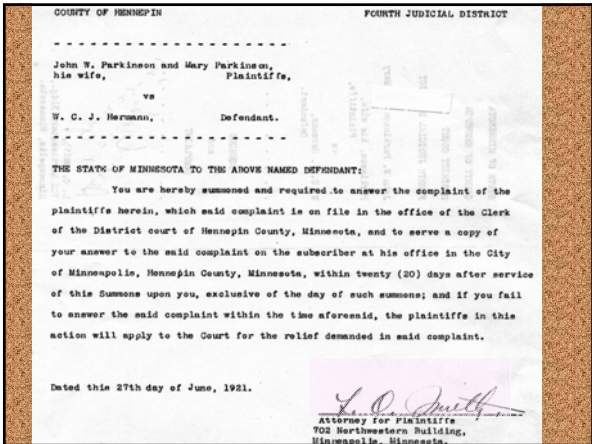 COUNTY OF HENNEPIN FOURTH JUDICIAL DISTRICT
John W. Parkinson and Mary Parkinson,
his wife, Plaintiffs,
vs
W. C. J. Hermann, Defendant.
THE STATE OF MINNESOTA TO THE ABOVE NAMED DEFENDANT:
You are hereby summoned and required to answer the complaint of the
plaintiffs herein, which said complaint is on file in the office of the Clerk
of the District court of Hennepin County, Minnesota, and to serve a copy of
your answer to the said complaint on the subscriber at his office in the City
of Minneapolis, Hennepin County, Minnesota, within twenty (20) days after service
of this Summons upon you, exclusive of the day of such summons; and if you fail
to answer the said complaint within the time aforesaid, the plaintiffs in this
action will apply to the Court for the relief demanded in said complaint.
Dated this 27th day of June, 1921.
Attorney for Plaintiffs
702 Northwestern Building,
Minneapolis, Minnesota.